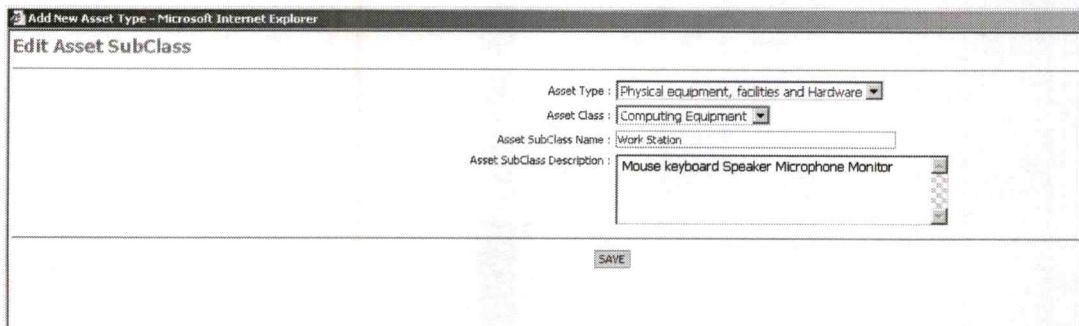 Add New Asset Type - Microsoft Internet Explorer
Edit Asset SubClass
Asset Type : Physical equipment, facilities and Hardware
Asset Class : Computing Equipment
Asset SubClass Name : Work Station
Asset SubClass Description : Mouse keyboard Speaker Microphone Monitor
SAVE